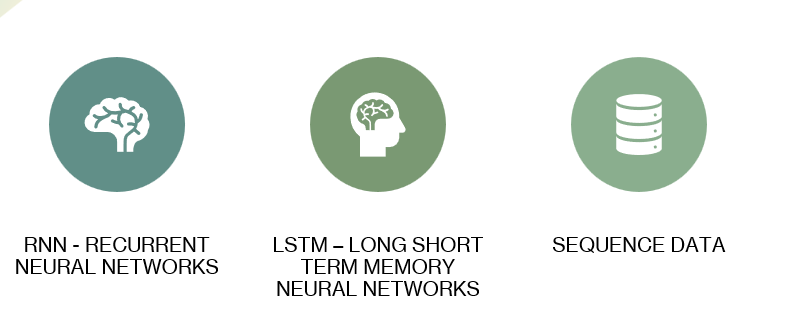 RNN - RECURRENT
NEURAL NETWORKS
LSTM – LONG SHORT
TERM MEMORY
NEURAL NETWORKS
SEQUENCE DATA